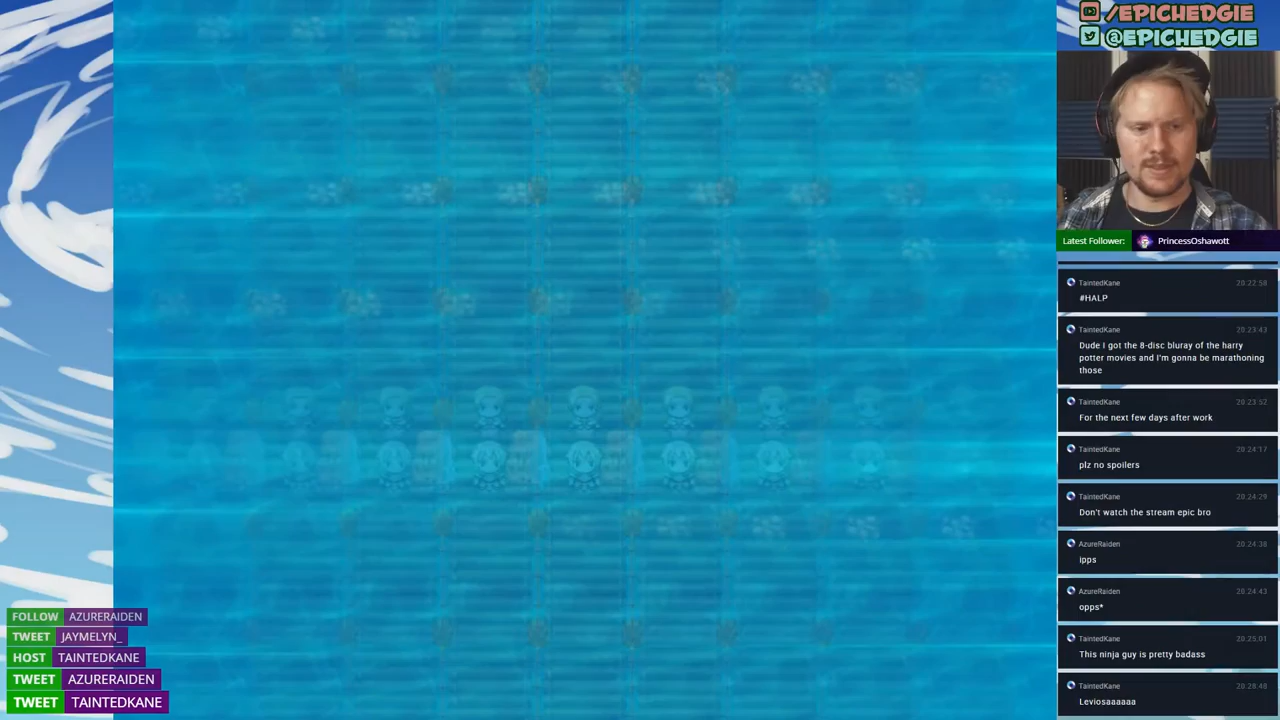 /EPICHEDGIE
@EPICHEDGIE
Latest Follower: PrincessOshawott
TaintedKane 20:22:58
#HALP
TaintedKane 20:23:43
Dude I got the 8-disc bluray of the harry
potter movies and I'm gonna be marathoning
those
TaintedKane 20:23:52
For the next few days after work
TaintedKane 20:24:17
plz no spoilers
TaintedKane 20:24:29
Don't watch the stream epic bro
AzureRaiden 20:24:38
ipps
AzureRaiden 20:24:43
opps*
TaintedKane 20:25:01
This ninja guy is pretty badass
TaintedKane 20:28:48
Leviosaaaaaa
FOLLOW AZURERAIDEN
TWEET JAYMELYN_
HOST TAINTEDKANE
TWEET AZURERAIDEN
TWEET TAINTEDKANE